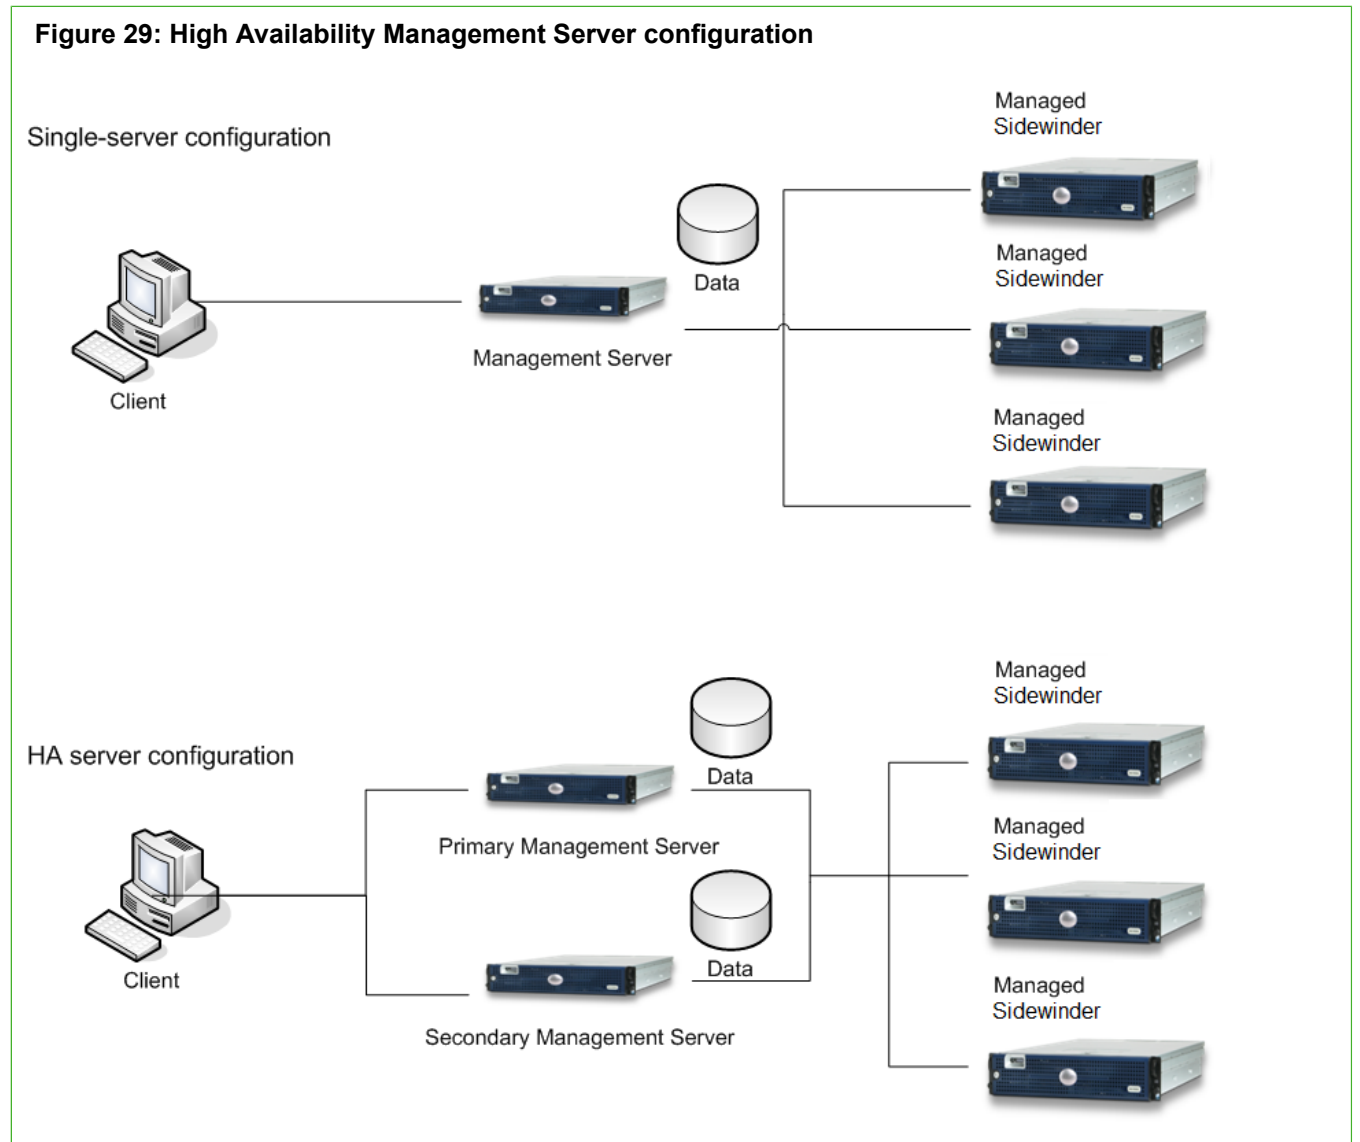 Figure 29: High Availability Management Server configuration
Single-server configuration
Managed
Sidewinder
Data
Managed
Sidewinder
Management Server
Client
Managed
Sidewinder
HA server configuration
Managed
Sidewinder
Data
Primary Management Server
Managed
Sidewinder
Data
Client
Secondary Management Server
Managed
Sidewinder